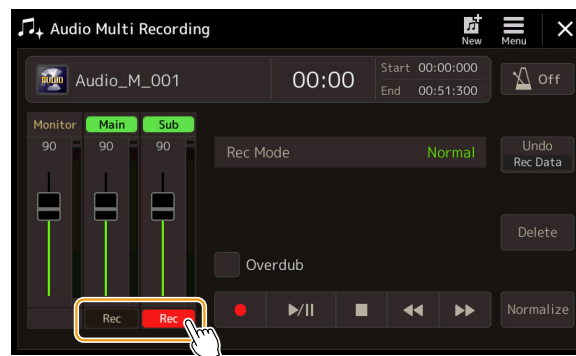 Audio Multi Recording
New
Menu
AUDIO
Audio_M_001
00:00
Start 00:00:000
End 00:51:300
Off
Monitor Main Sub
90 90 90
Rec Mode Normal
Undo
Rec Data
Delete
Overdub
Rec Rec
Normalize